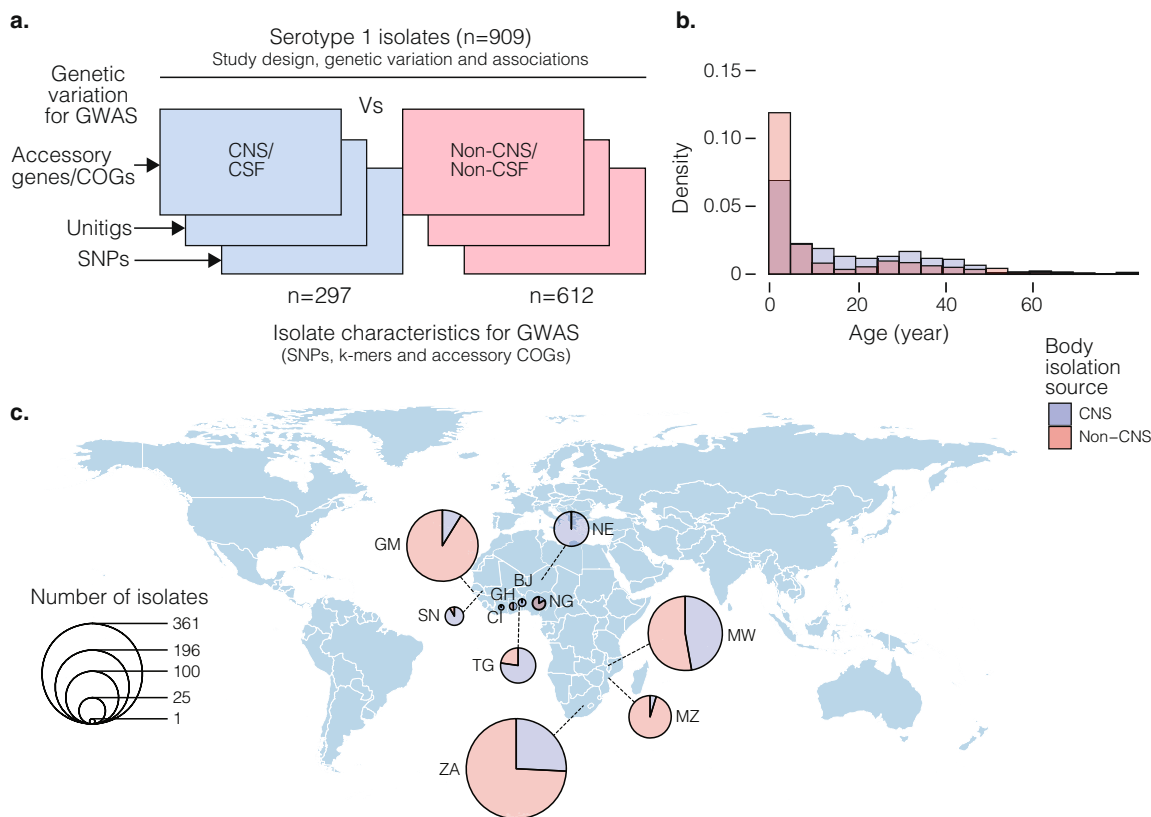 a.
Serotype 1 isolates (n=909)
Study design, genetic variation and associations
Genetic
variation
for GWAS
Vs
Accessory
genes/COGs
CNS/
CSF
Non-CNS/
Non-CSF
Unitigs
SNPs
n=297
n=612
Isolate characteristics for GWAS
(SNPs, k-mers and accessory COGs)
b.
Density
0.15
0.10
0.05
0
0
20
40
60
Age (year)
Body
isolation
source
CNS
Non–CNS
c.
GM
NE
BJ
GH
NG
SN
CI
TG
MW
MZ
ZA
Number of isolates
361
196
100
25
1